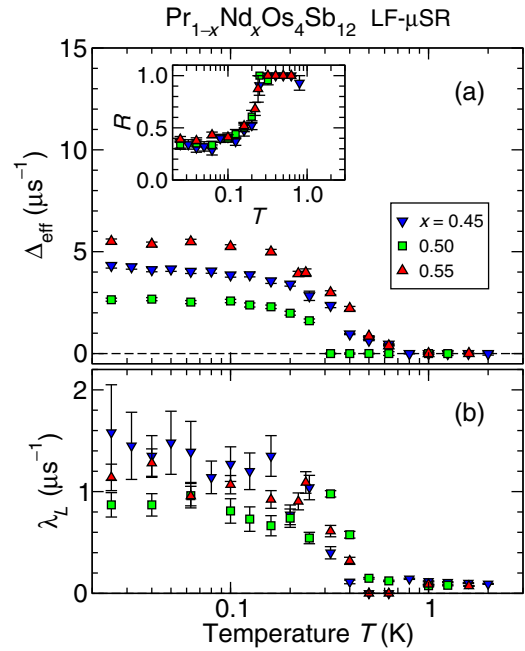 Pr₁₋ₓNdₓOs₄Sb₁₂ LF-μSR
(a)
15
10
5
0
Δeff (μs⁻¹)
1.0
0.5
0.0
R
0.1
1.0
T
x = 0.45
0.50
0.55
(b)
2
1
0
λL (μs⁻¹)
0.1
1
Temperature T (K)